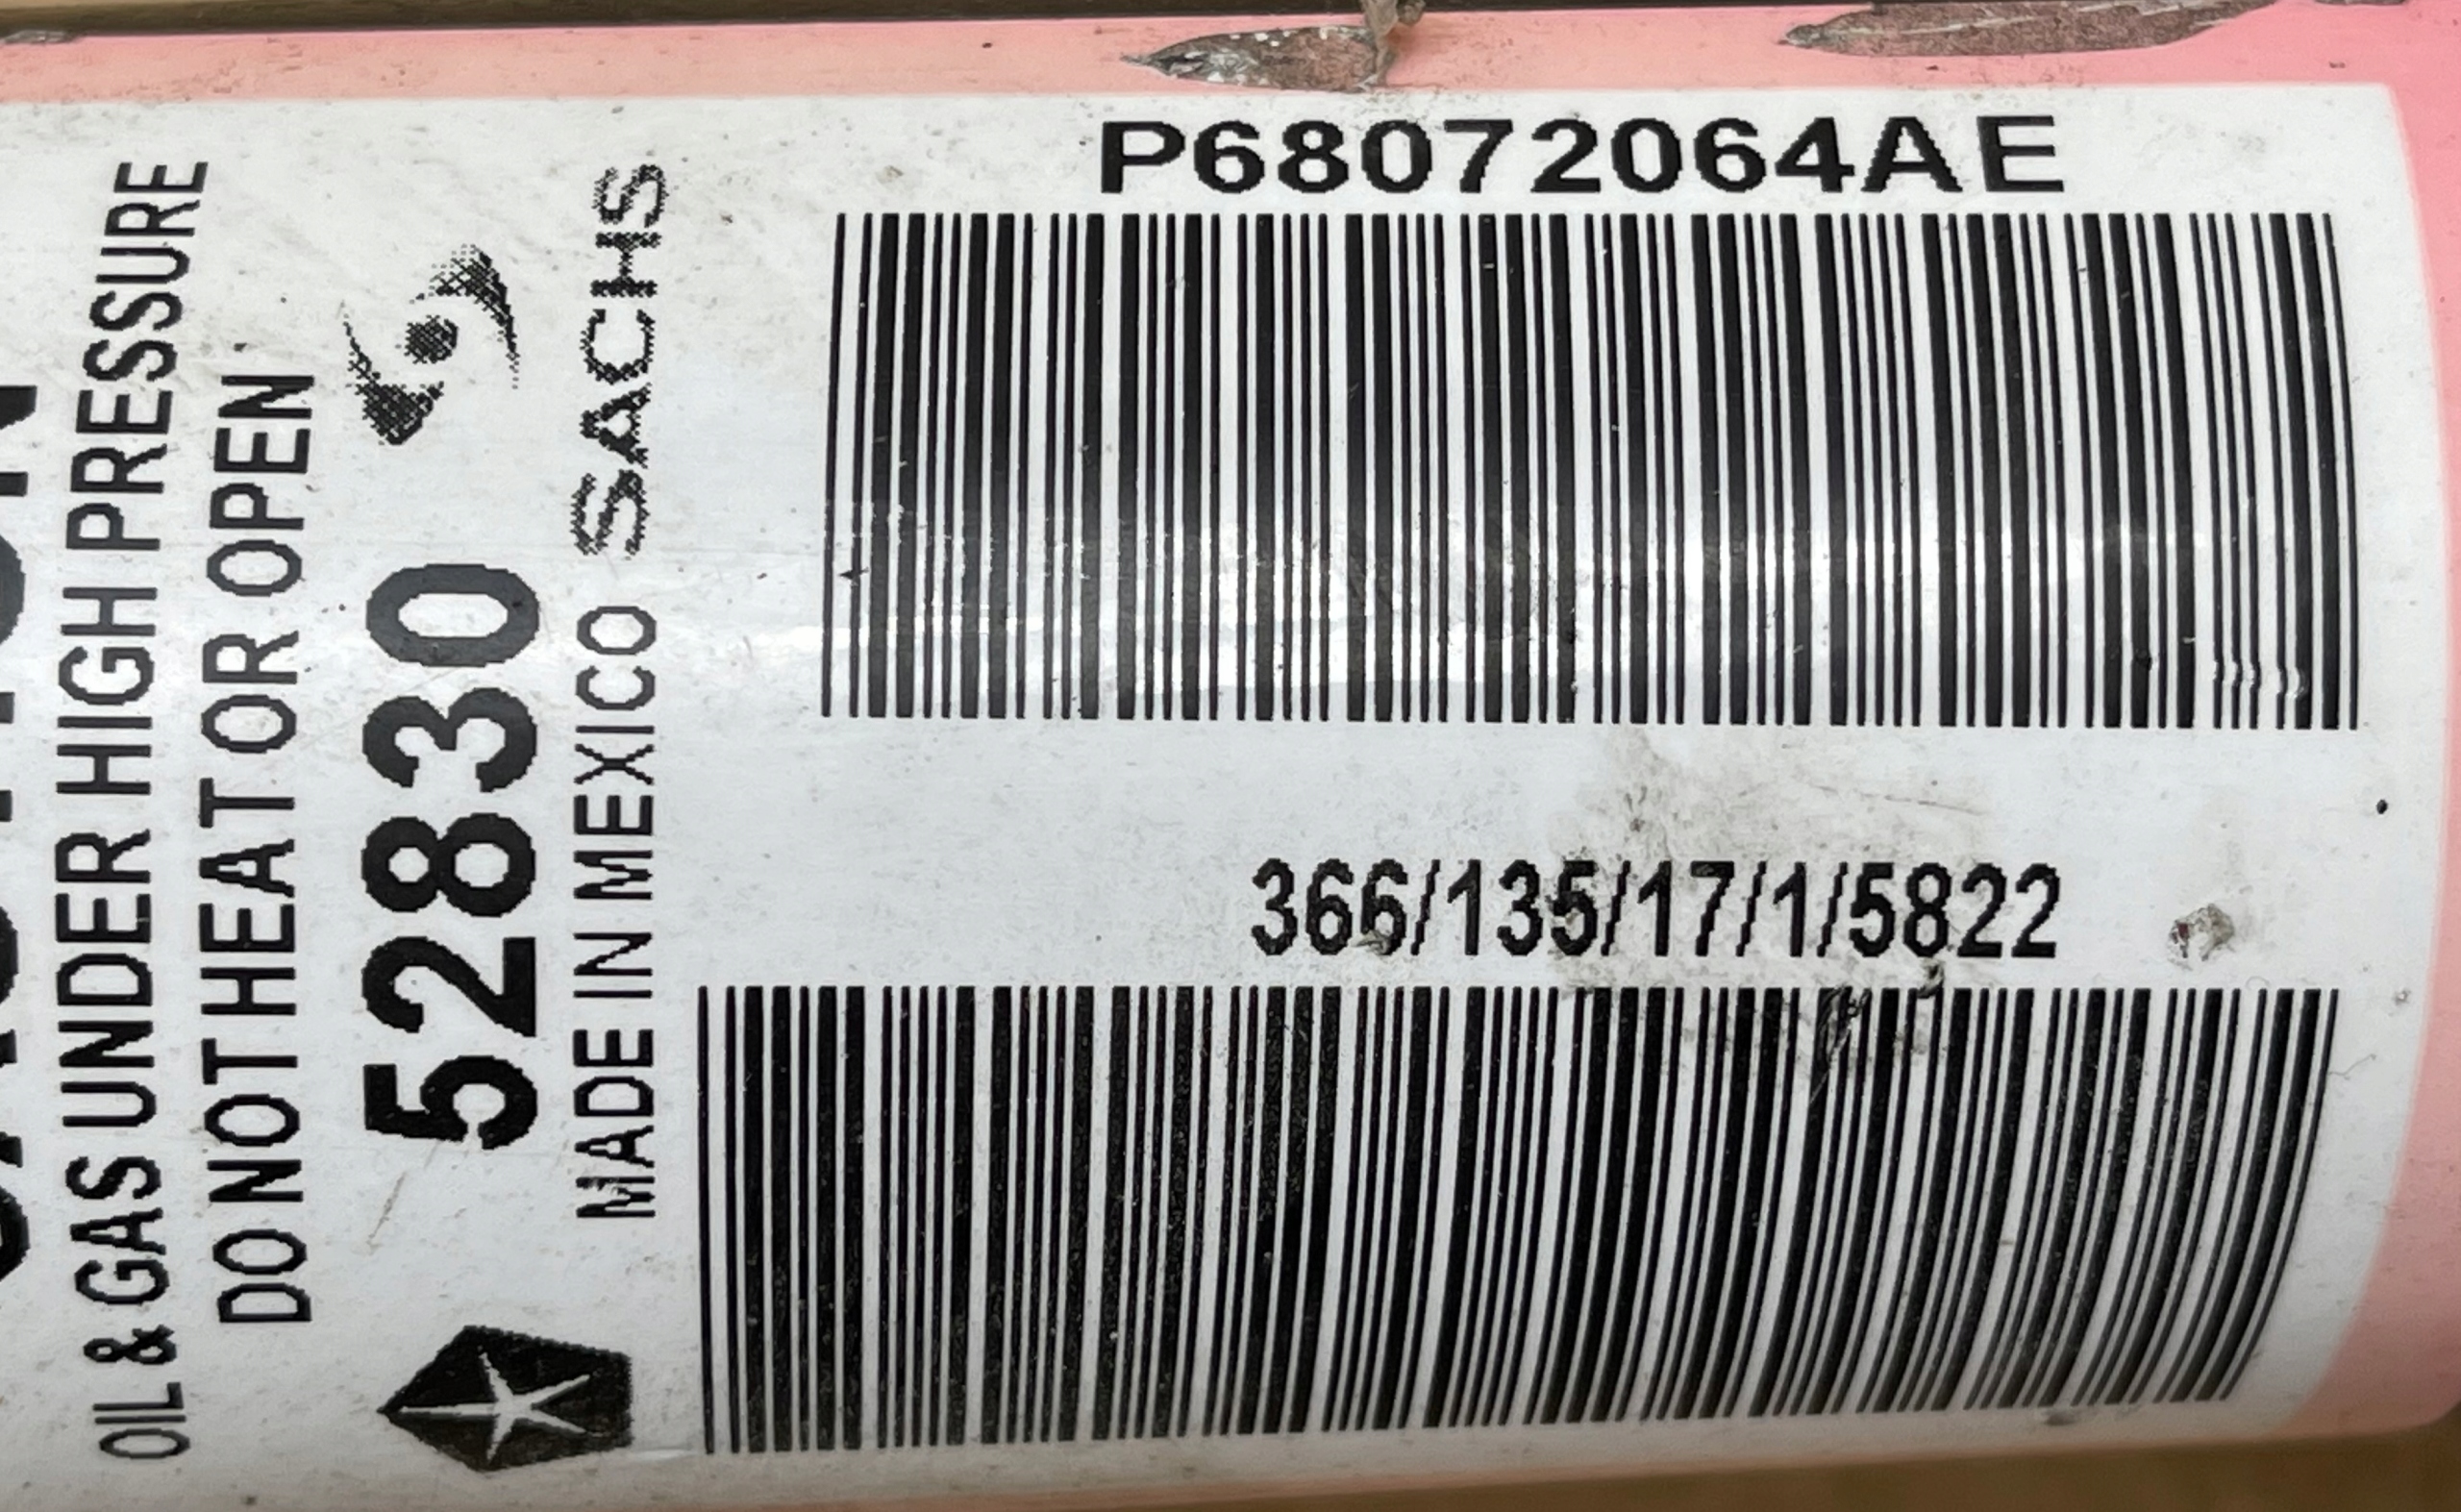 OIL & GAS UNDER HIGH PRESSURE
DO NOT HEAT OR OPEN
52830
MADE IN MEXICO
SACHS
P68072064AE
366/135/17/1/5822